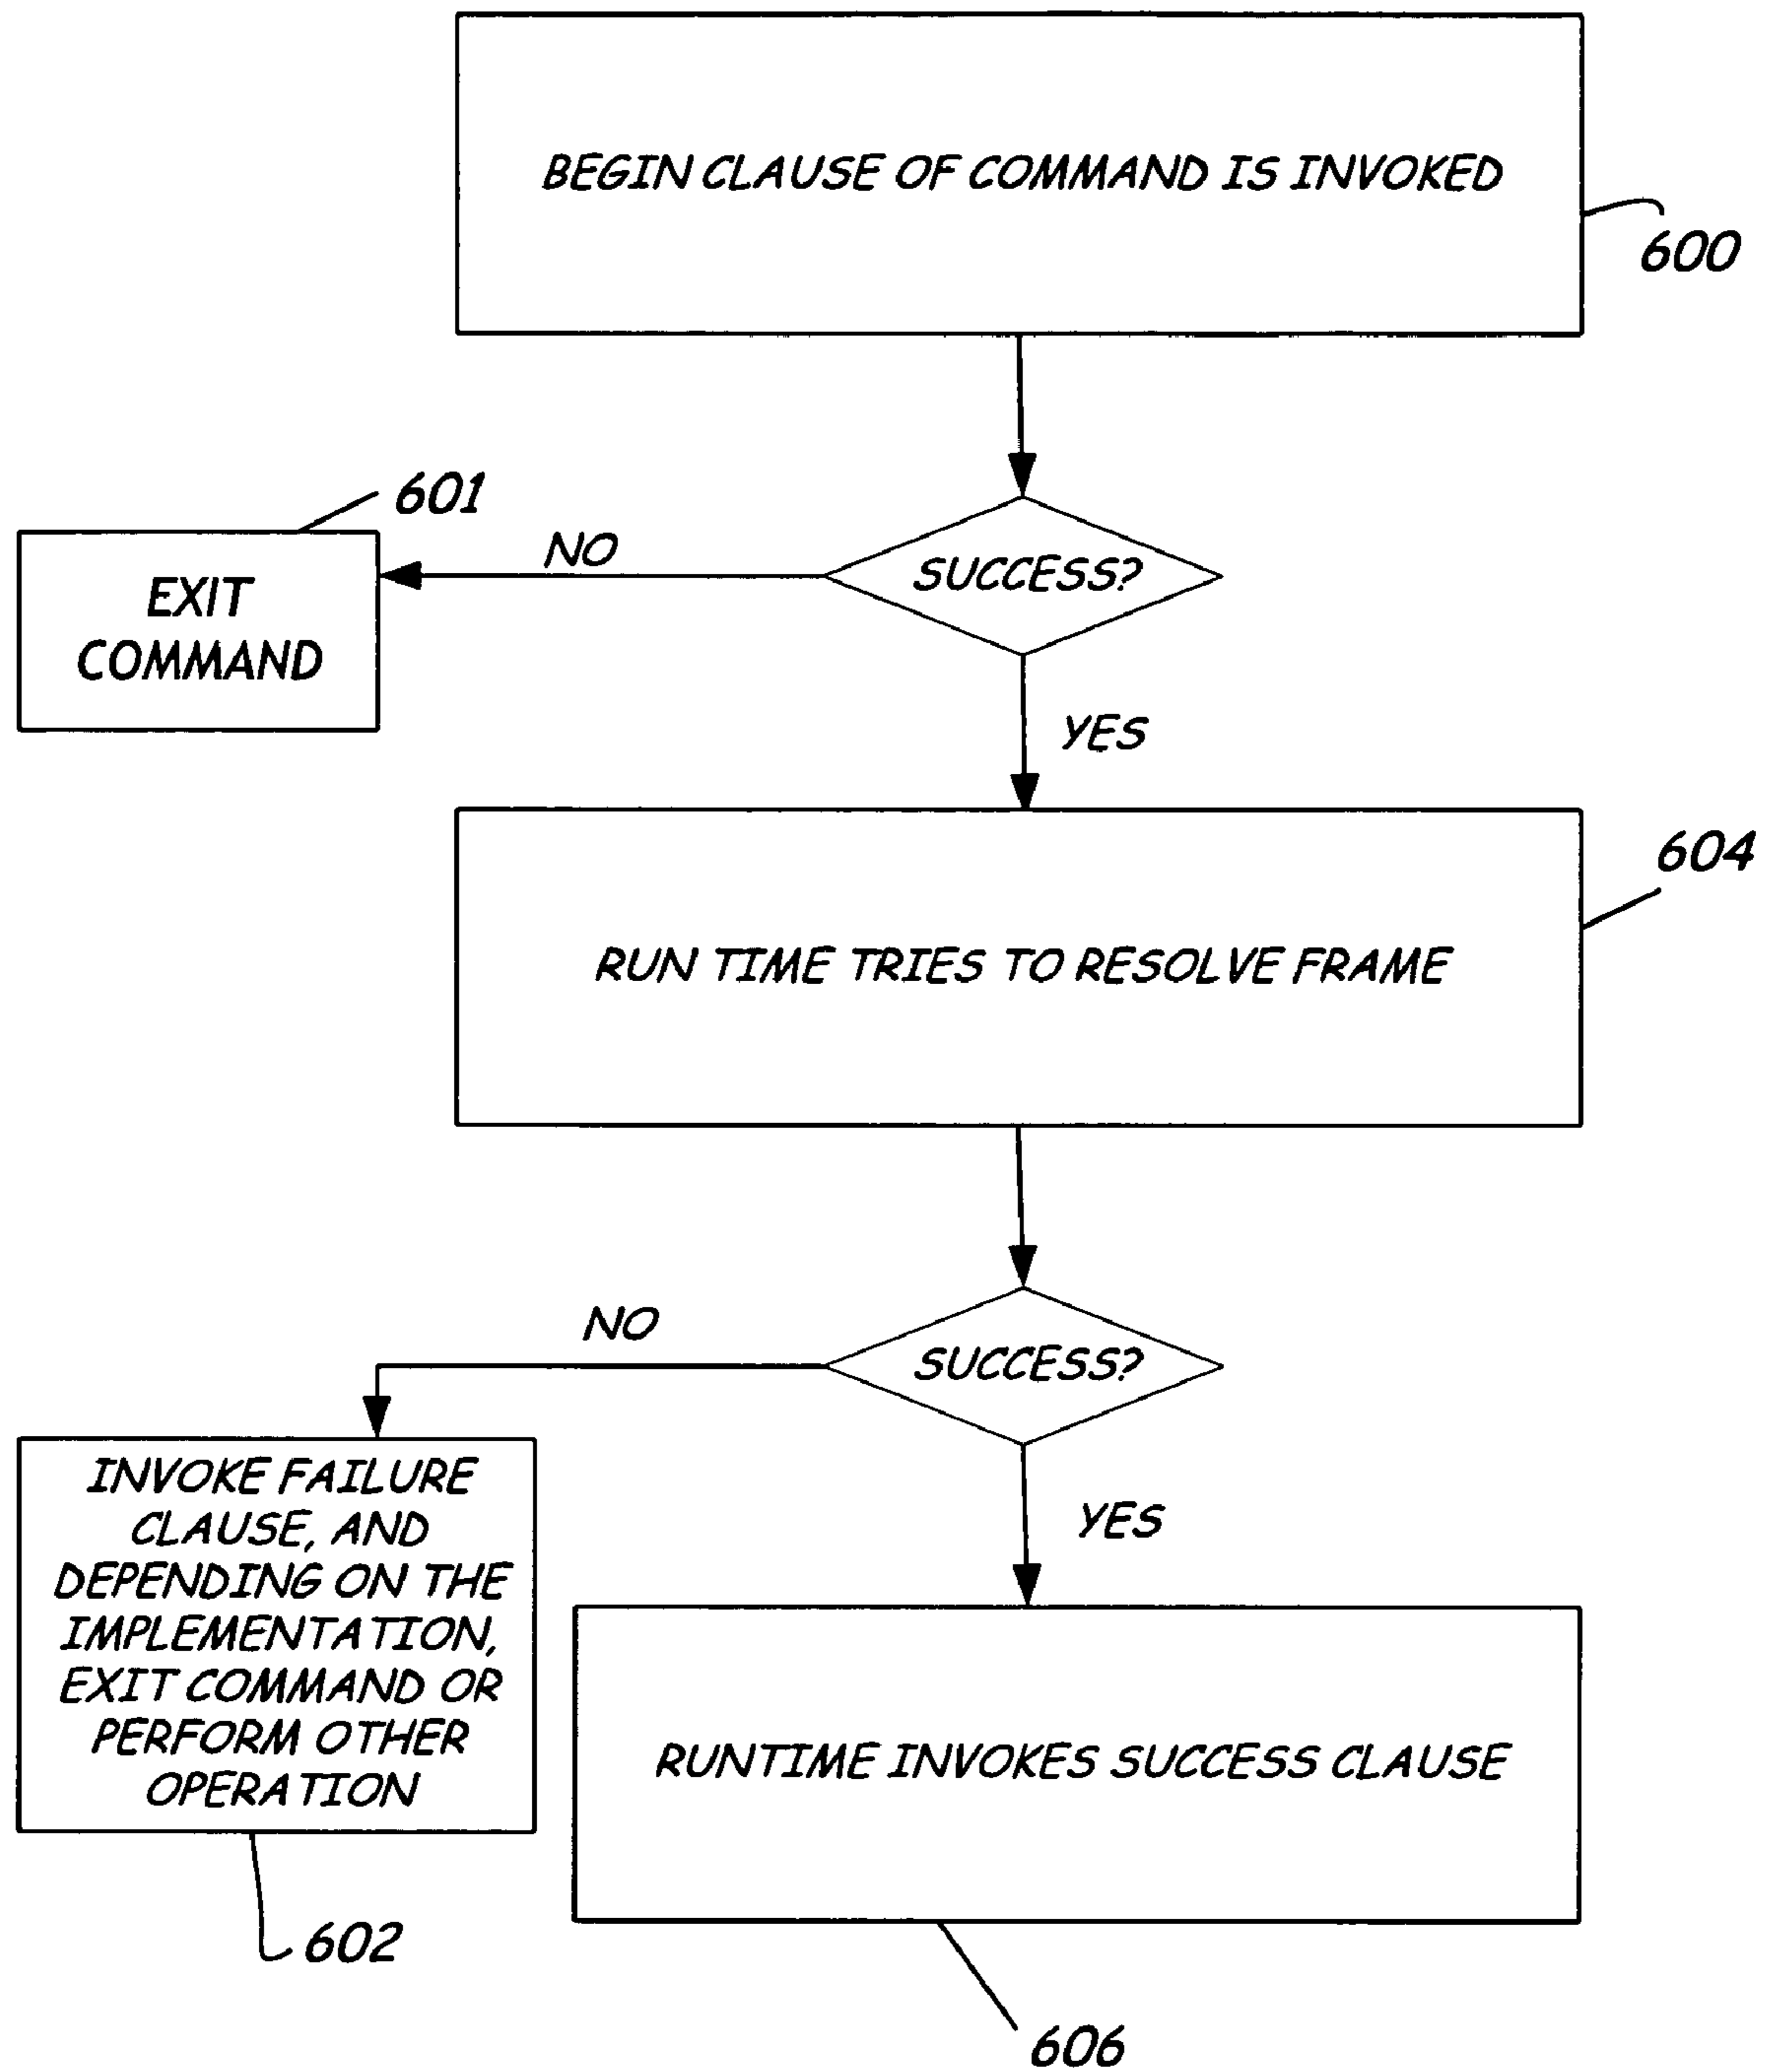 BEGIN CLAUSE OF COMMAND IS INVOKED
600
601
NO
SUCCESS?
EXIT
COMMAND
YES
604
RUN TIME TRIES TO RESOLVE FRAME
NO
SUCCESS?
INVOKE FAILURE
CLAUSE, AND
DEPENDING ON THE
IMPLEMENTATION,
EXIT COMMAND OR
PERFORM OTHER
OPERATION
YES
RUNTIME INVOKES SUCCESS CLAUSE
602
606